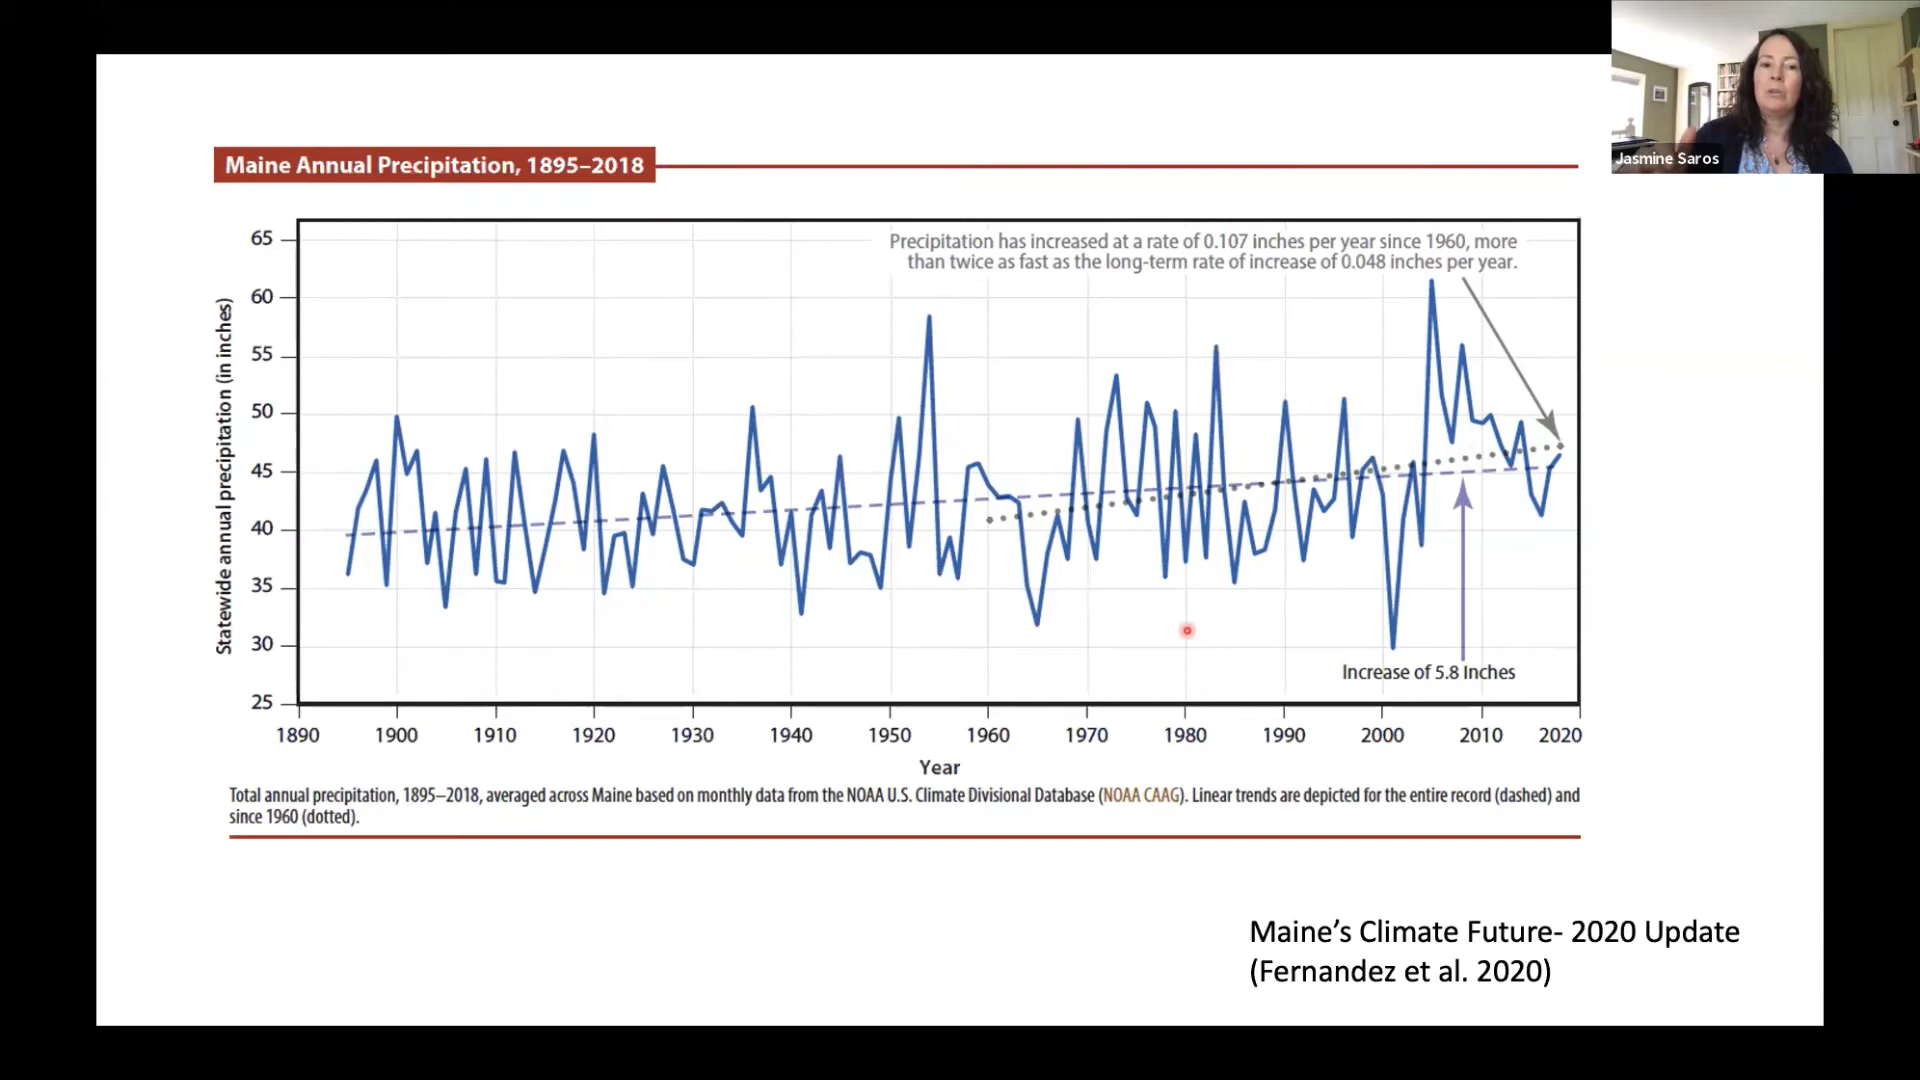 Jasmine Saros
Maine Annual Precipitation, 1895–2018
Precipitation has increased at a rate of 0.107 inches per year since 1960, more
than twice as fast as the long-term rate of increase of 0.048 inches per year.
Statewide annual precipitation (in inches)
65
60
55
50
45
40
35
30
25
Increase of 5.8 Inches
1890 1900 1910 1920 1930 1940 1950 1960 1970 1980 1990 2000 2010 2020
Year
Total annual precipitation, 1895–2018, averaged across Maine based on monthly data from the NOAA U.S. Climate Divisional Database (NOAA CAAG). Linear trends are depicted for the entire record (dashed) and
since 1960 (dotted).
Maine’s Climate Future- 2020 Update
(Fernandez et al. 2020)